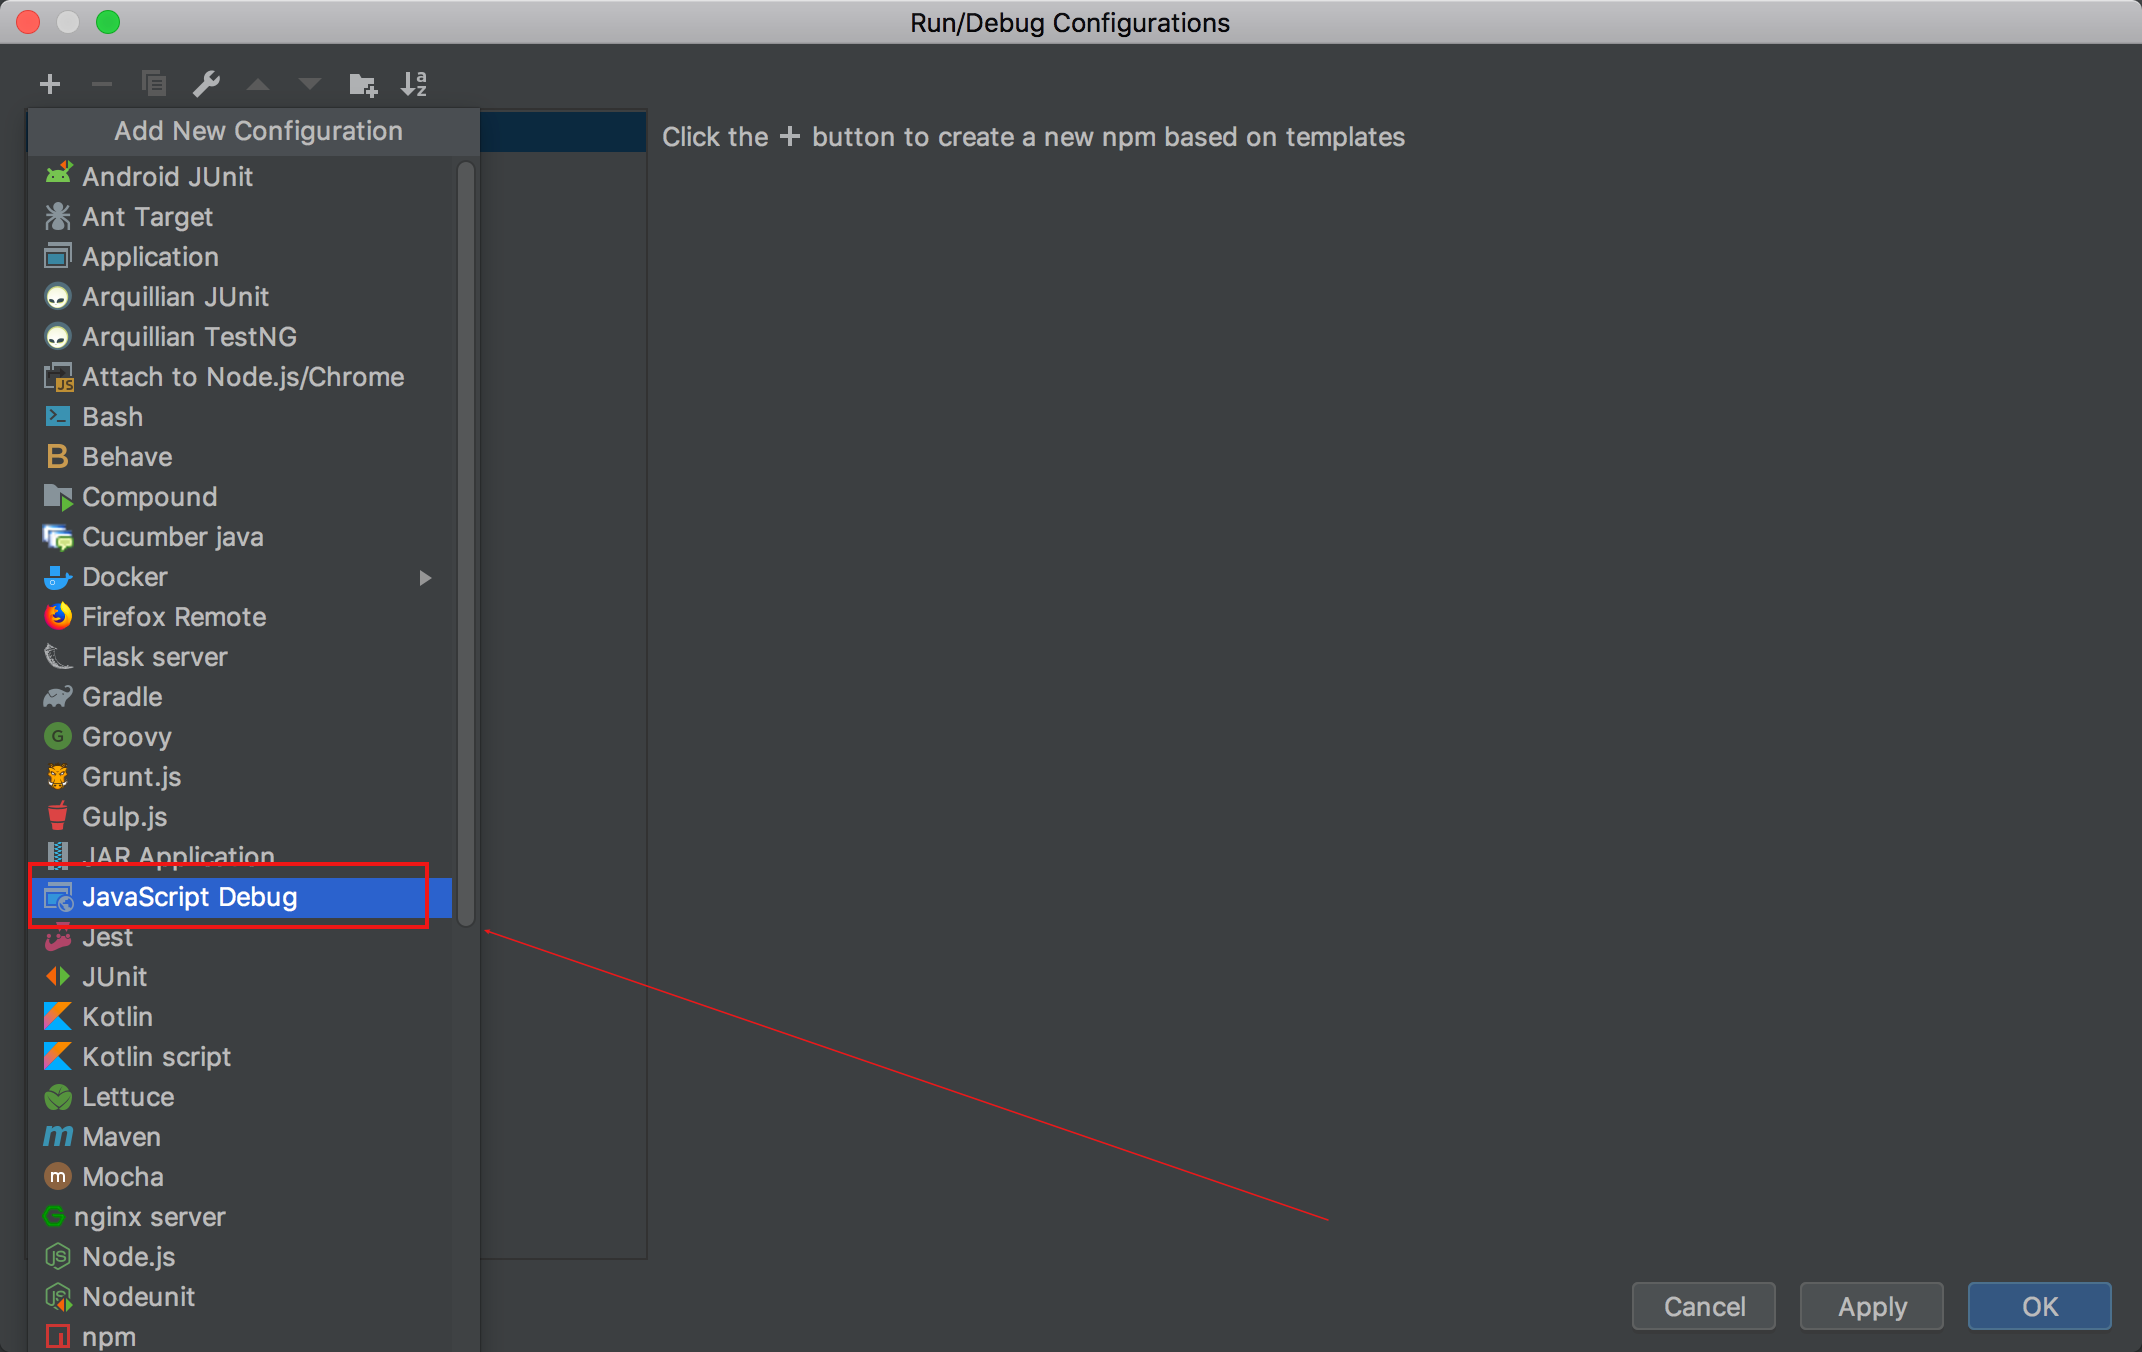 Run/Debug Configurations
Add New Configuration
Click the + button to create a new npm based on templates
Android JUnit
Ant Target
Application
Arquillian JUnit
Arquillian TestNG
Attach to Node.js/Chrome
Bash
Behave
Compound
Cucumber java
Docker
Firefox Remote
Flask server
Gradle
Groovy
Grunt.js
Gulp.js
JAR Application
JavaScript Debug
Jest
JUnit
Kotlin
Kotlin script
Lettuce
Maven
Mocha
nginx server
Node.js
Nodeunit
npm
Cancel
Apply
OK